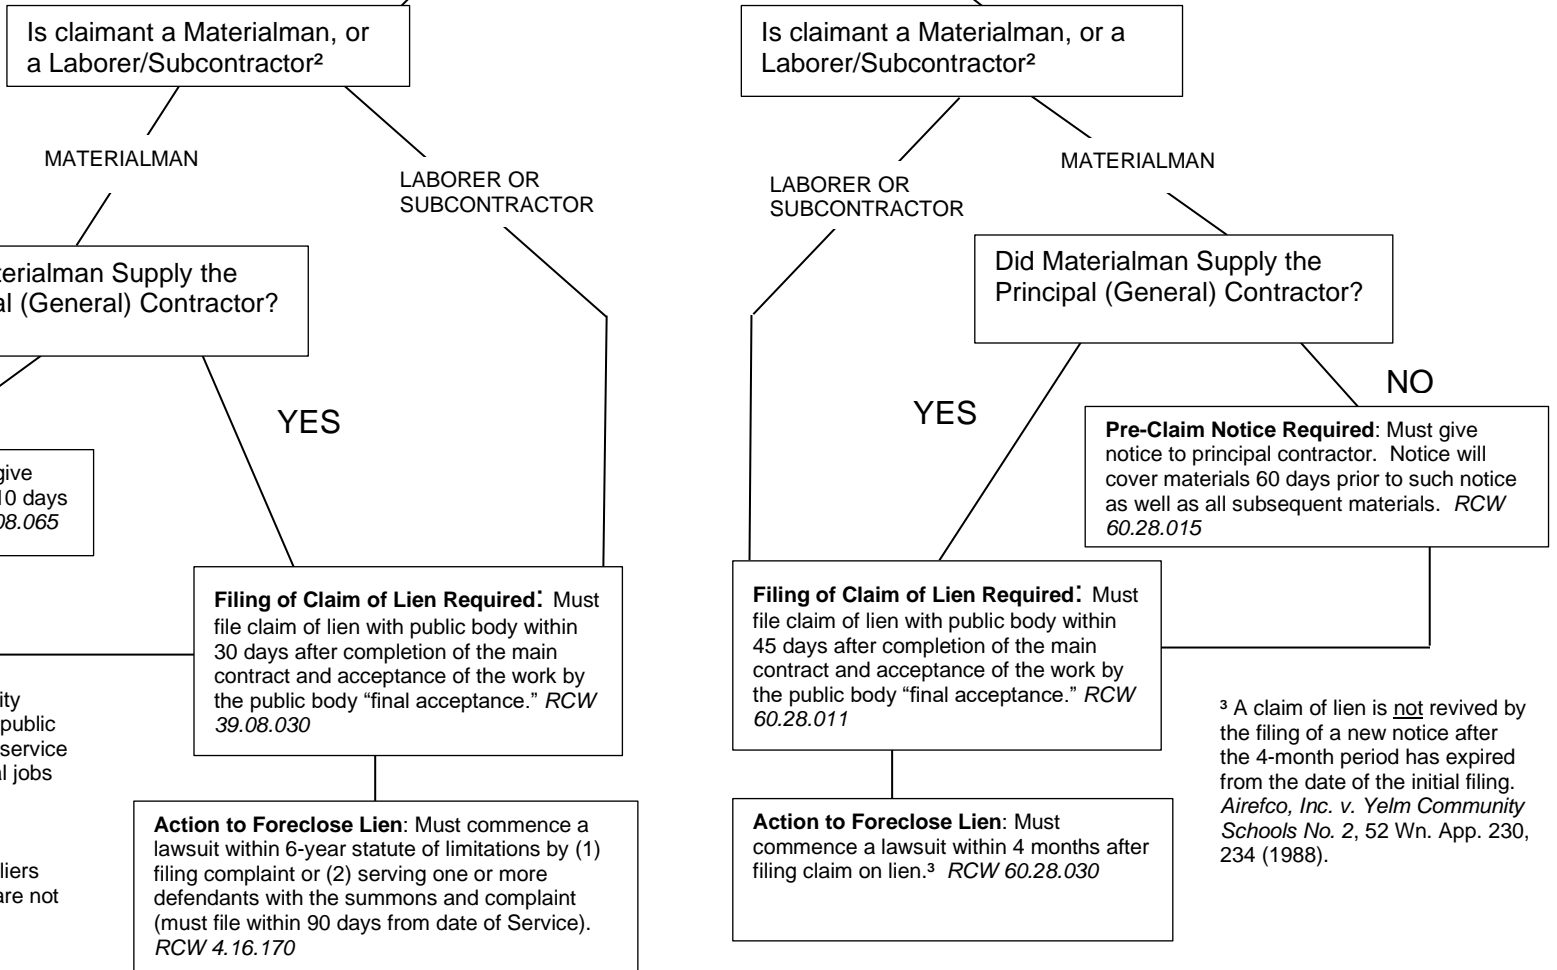 Is claimant a Materialman, or
a Laborer/Subcontractor²
MATERIALMAN
LABORER OR
SUBCONTRACTOR
Materialman Supply the
(General) Contractor?
YES
give
10 days
08.065
Filing of Claim of Lien Required: Must
file claim of lien with public body within
30 days after completion of the main
contract and acceptance of the work by
the public body “final acceptance.” RCW
39.08.030
public
service
jobs
are not
Action to Foreclose Lien: Must commence a
lawsuit within 6-year statute of limitations by (1)
filing complaint or (2) serving one or more
defendants with the summons and complaint
(must file within 90 days from date of Service).
RCW 4.16.170
Is claimant a Materialman, or a
Laborer/Subcontractor²
LABORER OR
SUBCONTRACTOR
MATERIALMAN
Did Materialman Supply the
Principal (General) Contractor?
YES
NO
Pre-Claim Notice Required: Must give
notice to principal contractor. Notice will
cover materials 60 days prior to such notice
as well as all subsequent materials. RCW
60.28.015
Filing of Claim of Lien Required: Must
file claim of lien with public body within
45 days after completion of the main
contract and acceptance of the work by
the public body “final acceptance.” RCW
60.28.011
Action to Foreclose Lien: Must
commence a lawsuit within 4 months after
filing claim on lien.³ RCW 60.28.030
³ A claim of lien is not revived by
the filing of a new notice after
the 4-month period has expired
from the date of the initial filing.
Airefco, Inc. v. Yelm Community
Schools No. 2, 52 Wn. App. 230,
234 (1988).